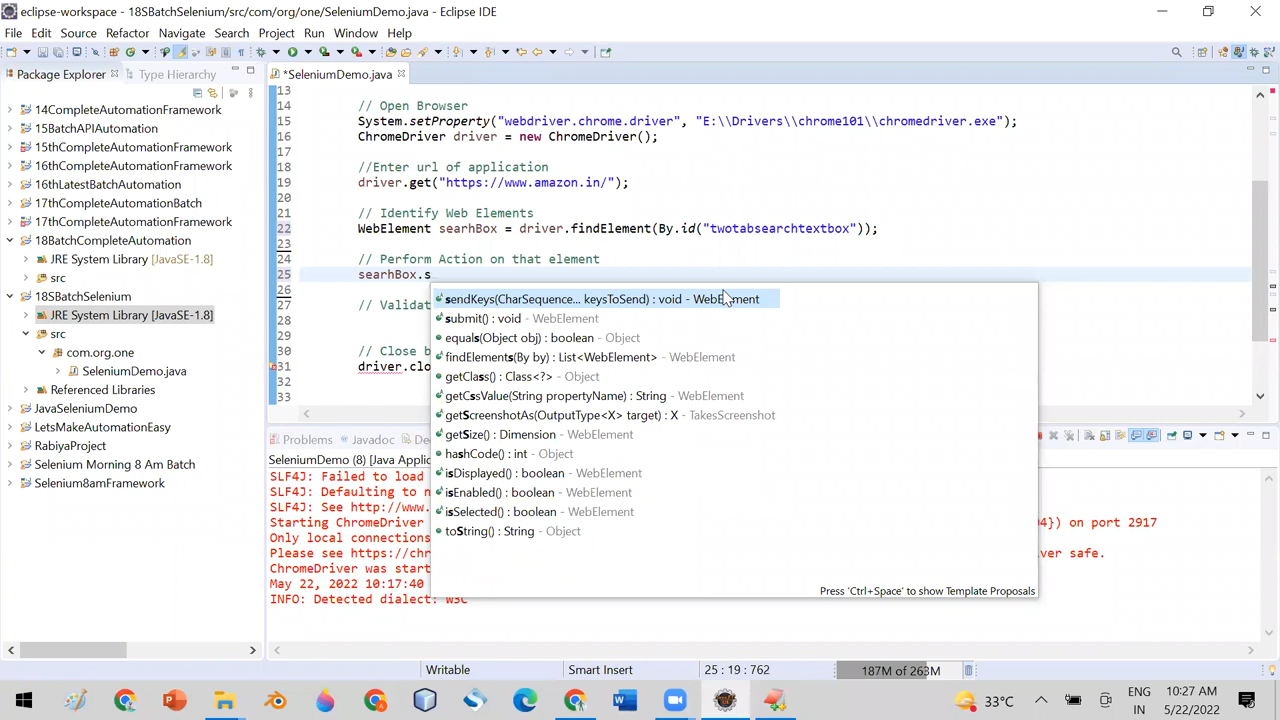 eclipse-workspace - 18SBatchSelenium/src/com/org/one/SeleniumDemo.java - Eclipse IDE
File Edit Source Refactor Navigate Search Project Run Window Help
Package Explorer Type Hierarchy
14CompleteAutomationFramework
15BatchAPIAutomation
15thCompleteAutomationFramework
16thCompleteAutomationFramework
16thLatestBatchAutomation
17thCompleteAutomationBatch
17thCompleteAutomationFramework
18BatchCompleteAutomation
JRE System Library [JavaSE-1.8]
src
18SBatchSelenium
JRE System Library [JavaSE-1.8]
src
com.org.one
SeleniumDemo.java
Referenced Libraries
JavaSeleniumDemo
LetsMakeAutomationEasy
RabiyaProject
Selenium Morning 8 Am Batch
Selenium8amFramework
*SeleniumDemo.java
13
14 // Open Browser
15 System.setProperty("webdriver.chrome.driver", "E:\\Drivers\\chrome101\\chromedriver.exe");
16 ChromeDriver driver = new ChromeDriver();
17
18 //Enter url of application
19 driver.get("https://www.amazon.in/");
20
21 // Identify Web Elements
22 WebElement searhBox = driver.findElement(By.id("twotabsearchtextbox"));
23
24 // Perform Action on that element
25 searhBox.s
26
27 // Validat
28
30 // Close b
31 driver.clo
32
33
sendKeys(CharSequence... keysToSend) : void - WebElement
submit() : void - WebElement
equals(Object obj) : boolean - Object
findElements(By by) : List<WebElement> - WebElement
getClass() : Class<?> - Object
getCssValue(String propertyName) : String - WebElement
getScreenshotAs(OutputType<X> target) : X - TakesScreenshot
getSize() : Dimension - WebElement
hashCode() : int - Object
isDisplayed() : boolean - WebElement
isEnabled() : boolean - WebElement
isSelected() : boolean - WebElement
toString() : String - Object
Press 'Ctrl+Space' to show Template Proposals
Problems Javadoc De
SeleniumDemo (8) [Java Applic
SLF4J: Failed to load
SLF4J: Defaulting to n
SLF4J: See http://www.
Starting ChromeDriver 04}) on port 2917
Only local connections
Please see https://chr ver safe.
ChromeDriver was start
May 22, 2022 10:17:40
INFO: Detected dialect: W3C
Writable Smart Insert 25 : 19 : 762 187M of 263M
33°C ENG IN 10:27 AM 5/22/2022